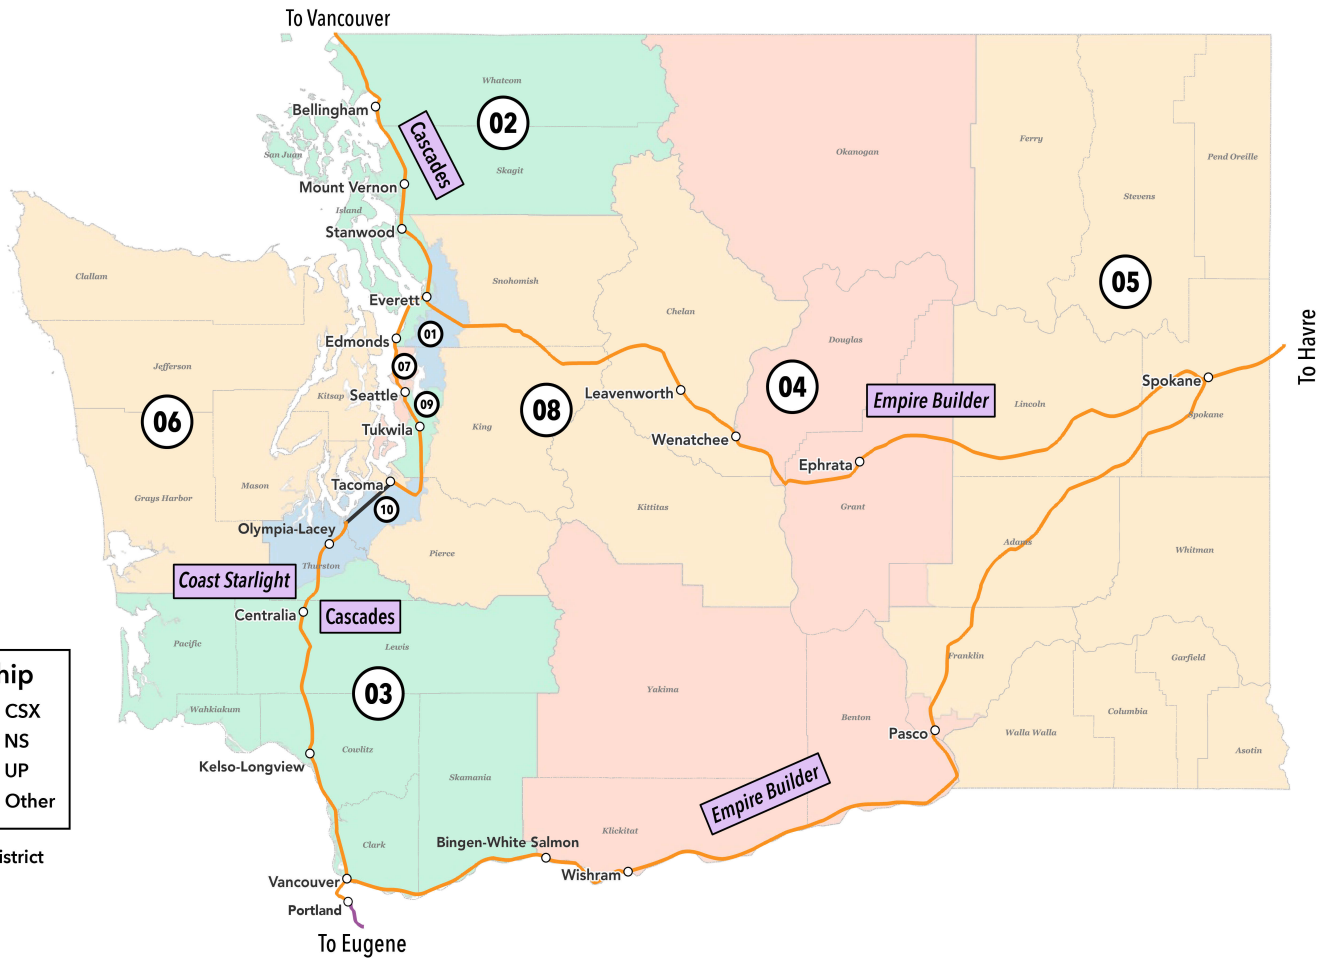 To Vancouver
Whatcom
Bellingham
02
Cascades
San Juan
Skagit
Mount Vernon
Island
Stanwood
Okanogan
Ferry
Pend Oreille
Stevens
05
Clallam
Snohomish
Everett
Chelan
Edmonds
01
Douglas
To Havre
Jefferson
07
Kitsap
Seattle
09
Leavenworth
04
Empire Builder
Lincoln
Spokane
Spokane
06
Tukwila
King
08
Wenatchee
Ephrata
Grays Harbor
Mason
Tacoma
10
Kittitas
Grant
Olympia-Lacey
Adams
Whitman
Pierce
Thurston
Coast Starlight
Centralia
Cascades
Pacific
Lewis
Franklin
Garfield
hip
CSX
NS
UP
Other
istrict
03
Yakima
Wahkiakum
Benton
Columbia
Pasco
Walla Walla
Asotin
Cowlitz
Kelso-Longview
Skamania
Empire Builder
Klickitat
Clark
Bingen-White Salmon
Wishram
Vancouver
Portland
To Eugene